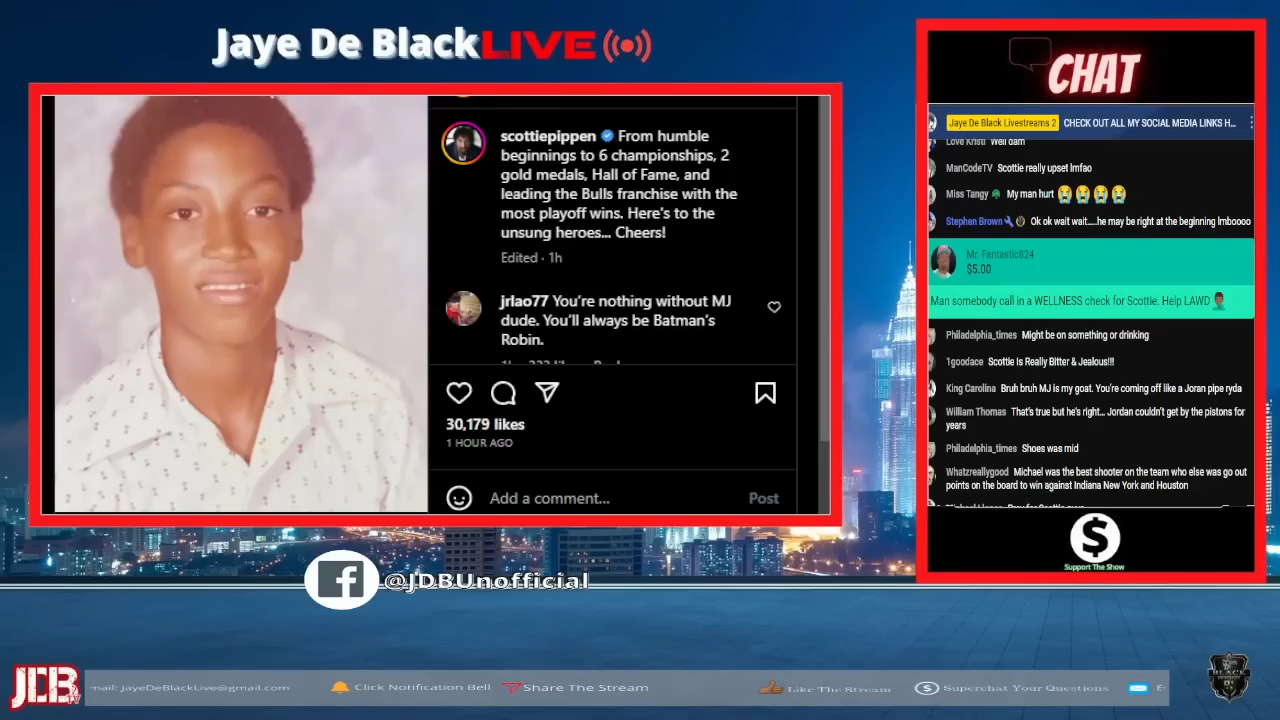 Jaye De Black LIVE
scottiepippen From humble
beginnings to 6 championships, 2
gold medals, Hall of Fame, and
leading the Bulls franchise with the
most playoff wins. Here's to the
unsung heroes... Cheers!
Edited · 1h
jrlao77 You're nothing without MJ
dude. You'll always be Batman's
Robin.
30,179 likes
1 HOUR AGO
Add a comment... Post
CHAT
Jaye De Black Livestreams 2 CHECK OUT ALL MY SOCIAL MEDIA LINKS H...
Love Kristi Well dam
ManCodeTV Scottie really upset lmfao
Miss Tangy My man hurt 😭😭😭😭
Stephen Brown Ok ok wait wait....he may be right at the beginning lmboooo
Mr. Fantastic824
$5.00
Man somebody call in a WELLNESS check for Scottie. Help LAWD
Philadelphia_times Might be on something or drinking
1goodace Scottie Is Really Bitter & Jealous!!!
King Carolina Bruh bruh MJ is my goat. You're coming off like a Joran pipe ryda
William Thomas That's true but he's right... Jordan couldn't get by the pistons for
years
Philadelphia_times Shoes was mid
Whatzreallygood Michael was the best shooter on the team who else was go out
points on the board to win against Indiana New York and Houston
$
Support The Show
@JDBUnofficial
JDB TV
mail: JayeDeBlackLive@gmail.com Click Notification Bell Share The Stream Like The Stream Superchat Your Questions E
BLACK